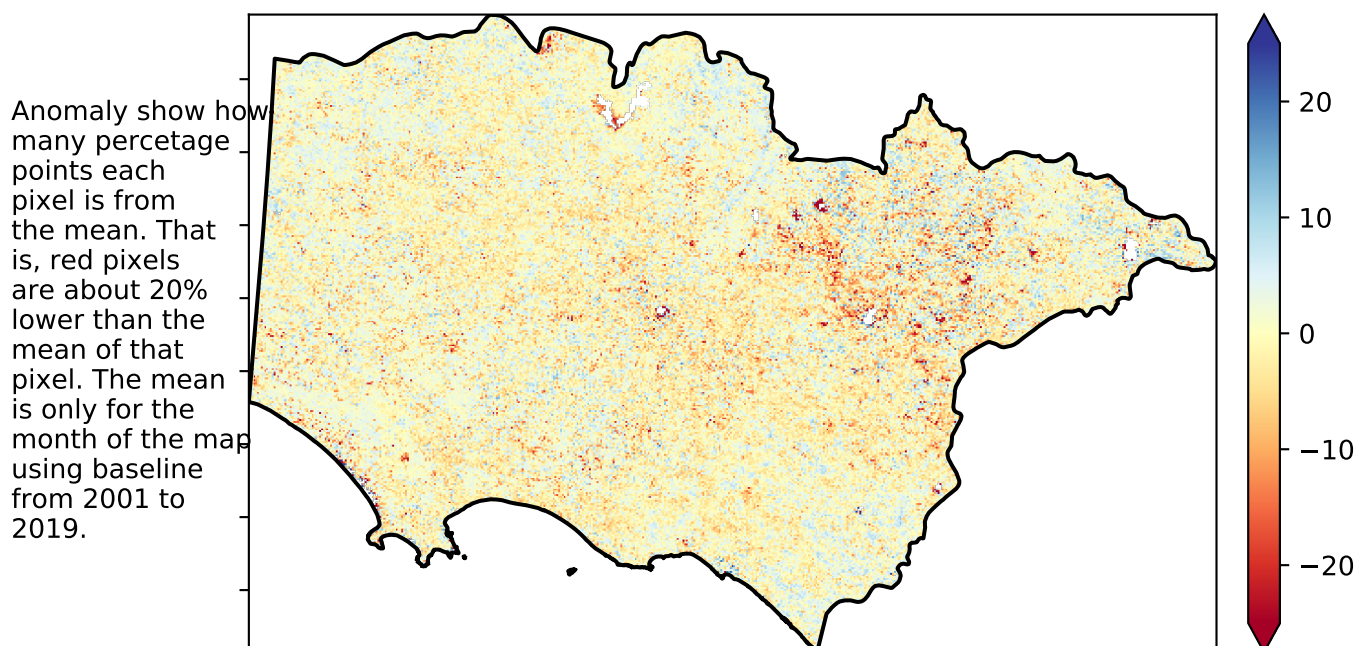 Anomaly show how
many percetage
points each
pixel is from
the mean. That
is, red pixels
are about 20%
lower than the
mean of that
pixel. The mean
is only for the
month of the map
using baseline
from 2001 to
2019.
20
10
0
−10
−20